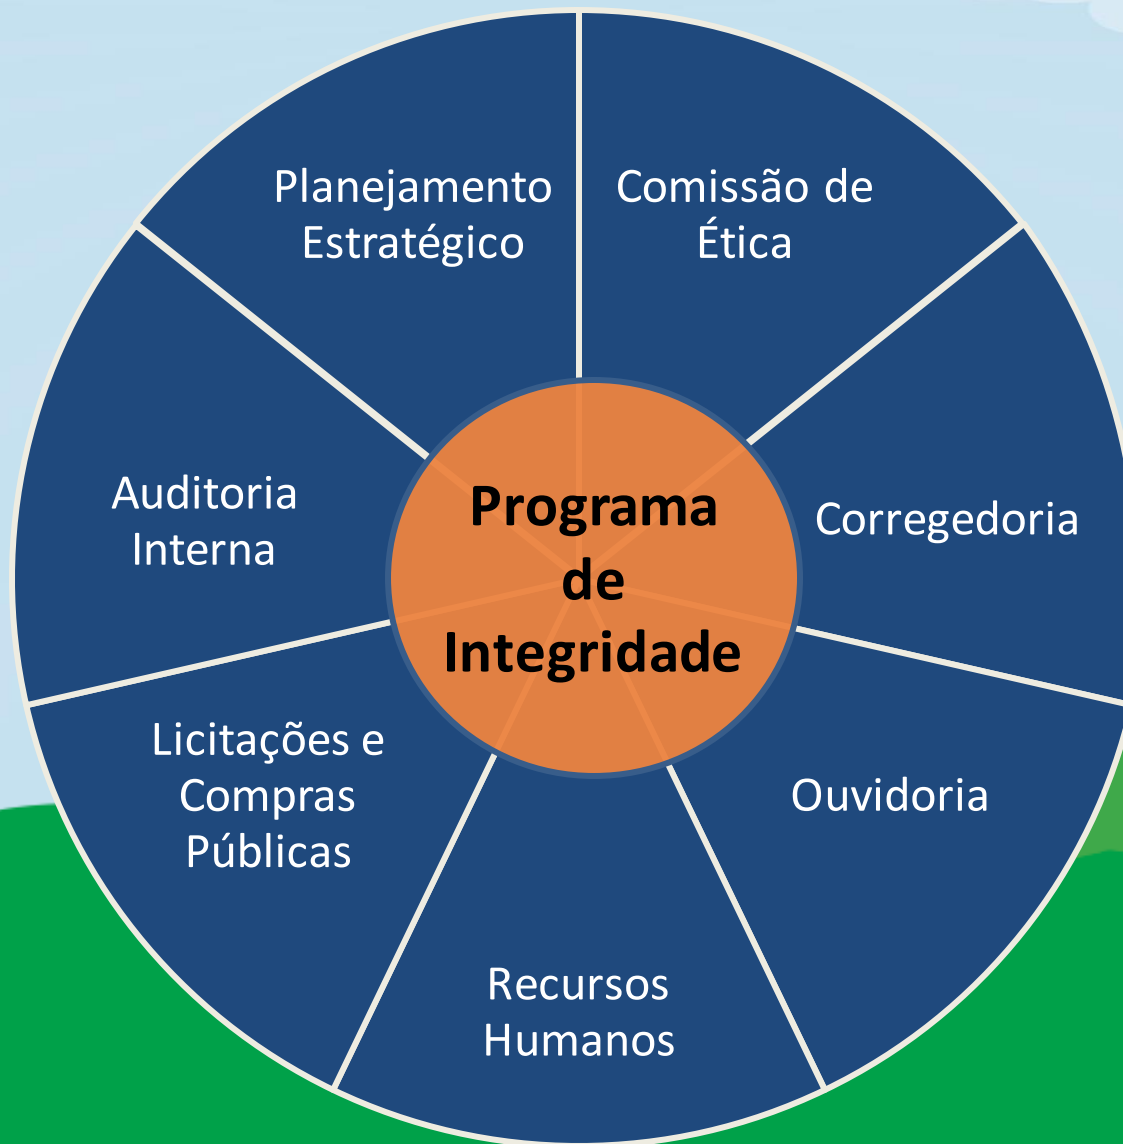 Planejamento
Estratégico
Comissão de
Ética
Auditoria
Interna
Programa
de
Integridade
Corregedoria
Licitações e
Compras
Públicas
Ouvidoria
Recursos
Humanos